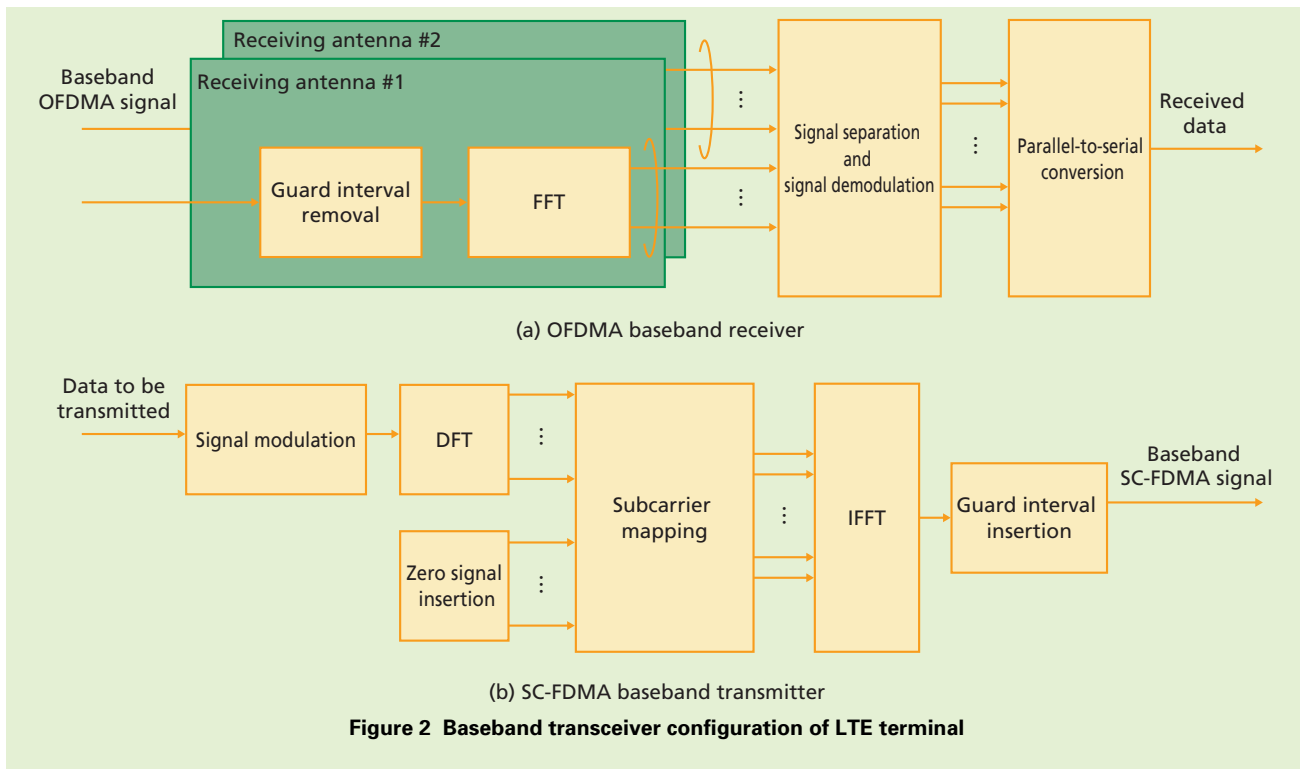 Receiving antenna #2
Receiving antenna #1
Baseband
OFDMA signal
Guard interval
removal
FFT
Signal separation
and
signal demodulation
Parallel-to-serial
conversion
Received
data
(a) OFDMA baseband receiver
Data to be
transmitted
Signal modulation
DFT
Zero signal
insertion
Subcarrier
mapping
IFFT
Guard interval
insertion
Baseband
SC-FDMA signal
(b) SC-FDMA baseband transmitter
Figure 2 Baseband transceiver configuration of LTE terminal